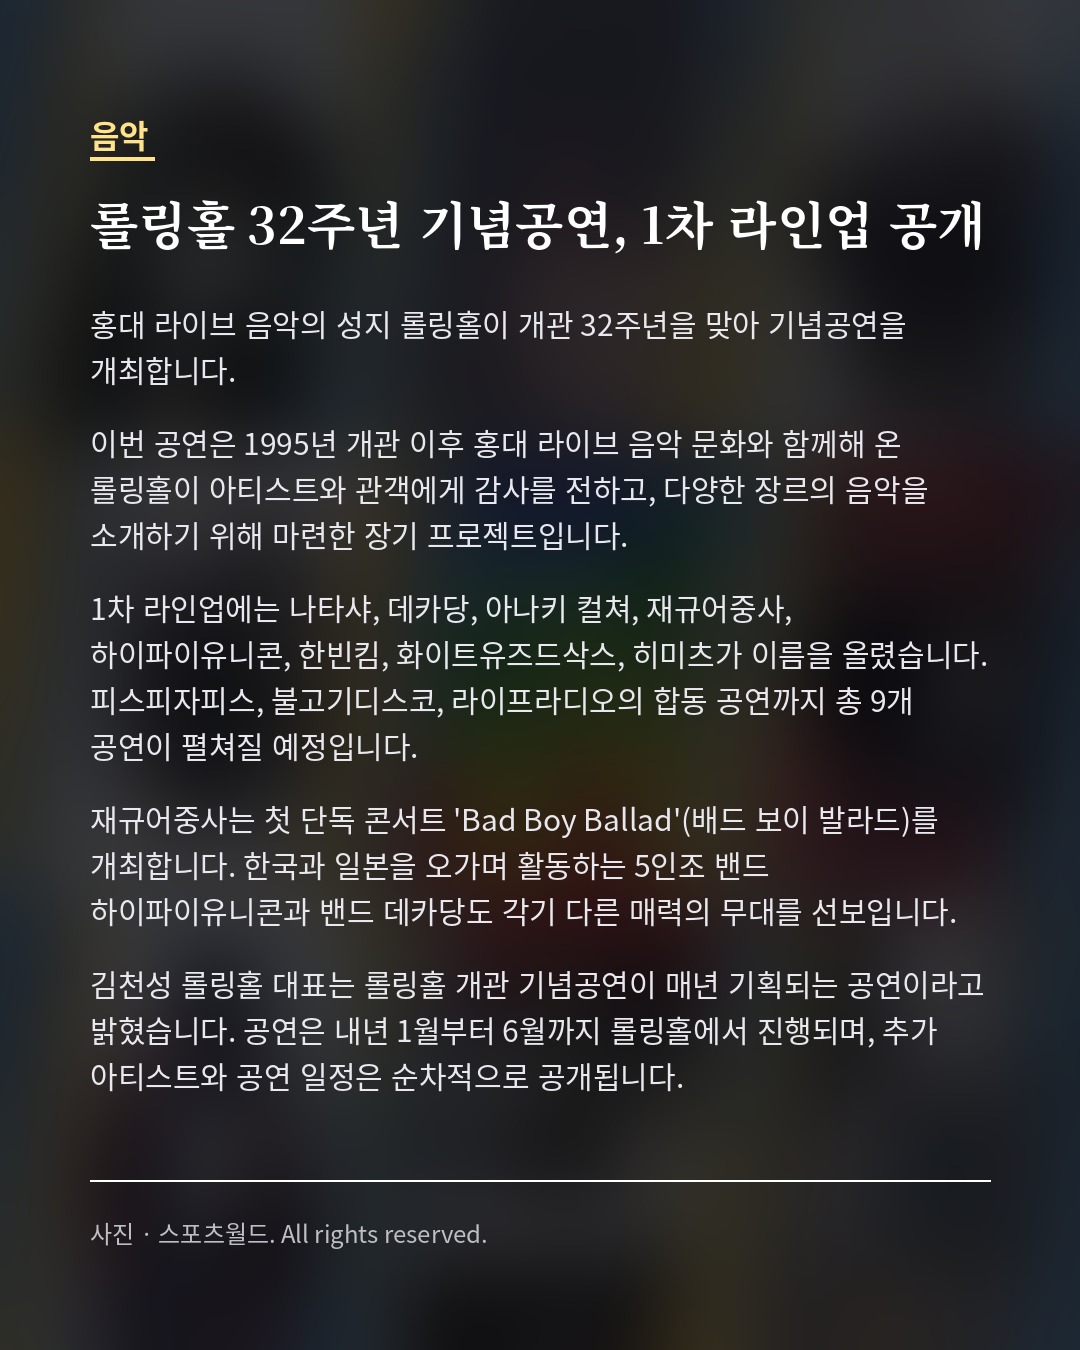 음악
롤링홀 32주년 기념공연, 1차 라인업 공개
홍대 라이브 음악의 성지 롤링홀이 개관 32주년을 맞아 기념공연을
개최합니다.
이번 공연은 1995년 개관 이후 홍대 라이브 음악 문화와 함께해 온
롤링홀이 아티스트와 관객에게 감사를 전하고, 다양한 장르의 음악을
소개하기 위해 마련한 장기 프로젝트입니다.
1차 라인업에는 나타샤, 데카당, 아나키 컬쳐, 재규어중사,
하이파이유니콘, 한빈킴, 화이트유즈드삭스, 히미츠가 이름을 올렸습니다.
피스피자피스, 불고기디스코, 라이프라디오의 합동 공연까지 총 9개
공연이 펼쳐질 예정입니다.
재규어중사는 첫 단독 콘서트 'Bad Boy Ballad'(배드 보이 발라드)를
개최합니다. 한국과 일본을 오가며 활동하는 5인조 밴드
하이파이유니콘과 밴드 데카당도 각기 다른 매력의 무대를 선보입니다.
김천성 롤링홀 대표는 롤링홀 개관 기념공연이 매년 기획되는 공연이라고
밝혔습니다. 공연은 내년 1월부터 6월까지 롤링홀에서 진행되며, 추가
아티스트와 공연 일정은 순차적으로 공개됩니다.
사진 · 스포츠월드. All rights reserved.